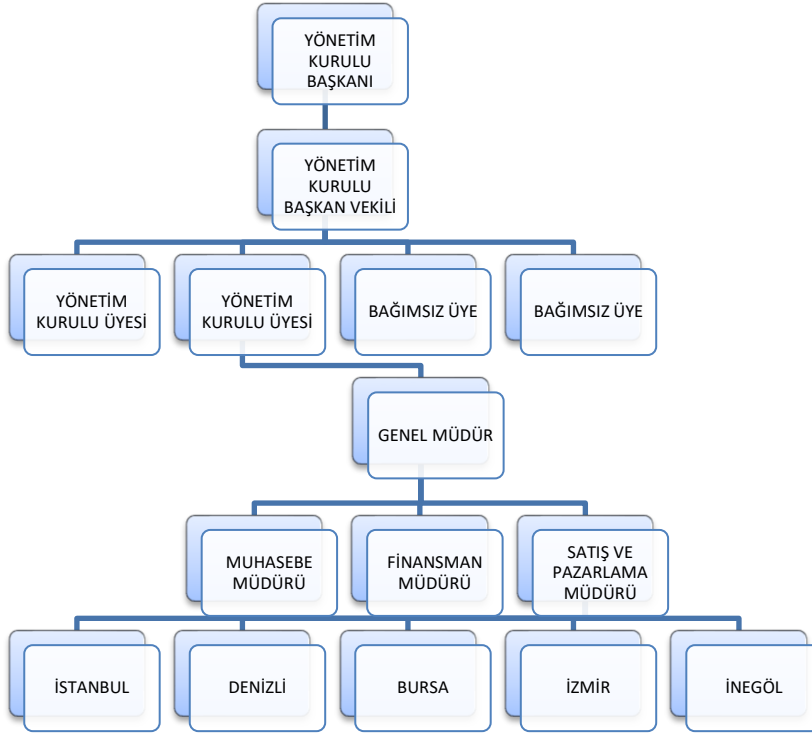 YÖNETİM
KURULU
BAŞKANI
YÖNETİM
KURULU
BAŞKAN VEKİLİ
YÖNETİM
KURULU ÜYESİ
YÖNETİM
KURULU ÜYESİ
BAĞIMSIZ ÜYE
BAĞIMSIZ ÜYE
GENEL MÜDÜR
MUHASEBE
MÜDÜRÜ
FİNANSMAN
MÜDÜRÜ
SATIŞ VE
PAZARLAMA
MÜDÜRÜ
İSTANBUL
DENİZLİ
BURSA
İZMİR
İNEGÖL